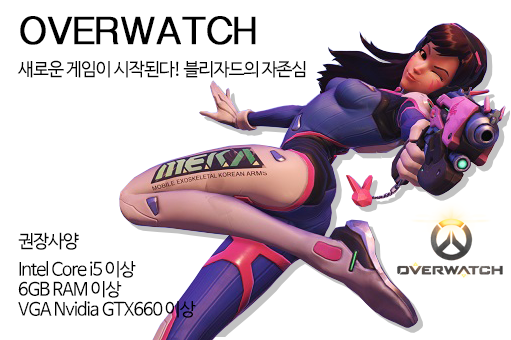 OVERWATCH
새로운 게임이 시작된다! 블리자드의 자존심
MEKA
MOBILE EXOSKELETAL KOREAN ARMS
권장사양
Intel Core i5 이상
6GB RAM 이상
VGA Nvidia GTX660 이상
OVERWATCH